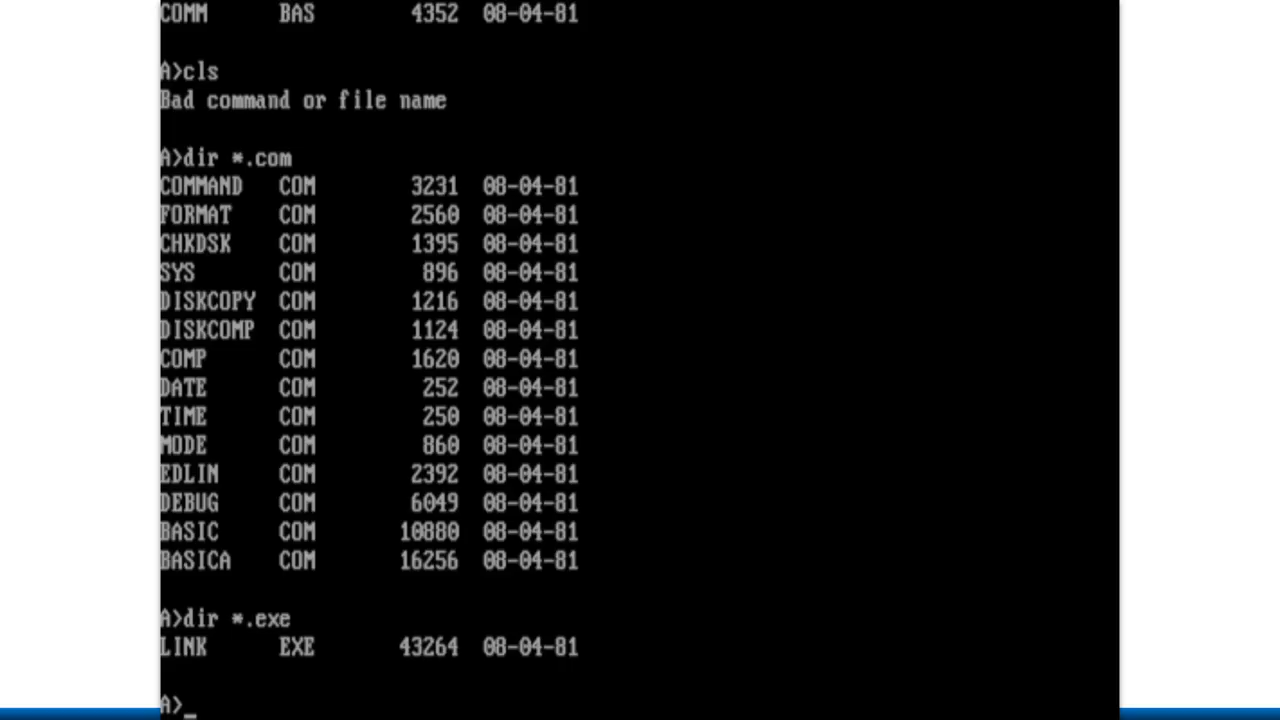 COMM     BAS        4352  08-04-81
A>cls
Bad command or file name
A>dir *.com
COMMAND  COM        3231  08-04-81
FORMAT   COM        2560  08-04-81
CHKDSK   COM        1395  08-04-81
SYS      COM         896  08-04-81
DISKCOPY COM        1216  08-04-81
DISKCOMP COM        1124  08-04-81
COMP     COM        1620  08-04-81
DATE     COM         252  08-04-81
TIME     COM         250  08-04-81
MODE     COM         860  08-04-81
EDLIN    COM        2392  08-04-81
DEBUG    COM        6049  08-04-81
BASIC    COM       10880  08-04-81
BASICA   COM       16256  08-04-81
A>dir *.exe
LINK     EXE       43264  08-04-81
A>_